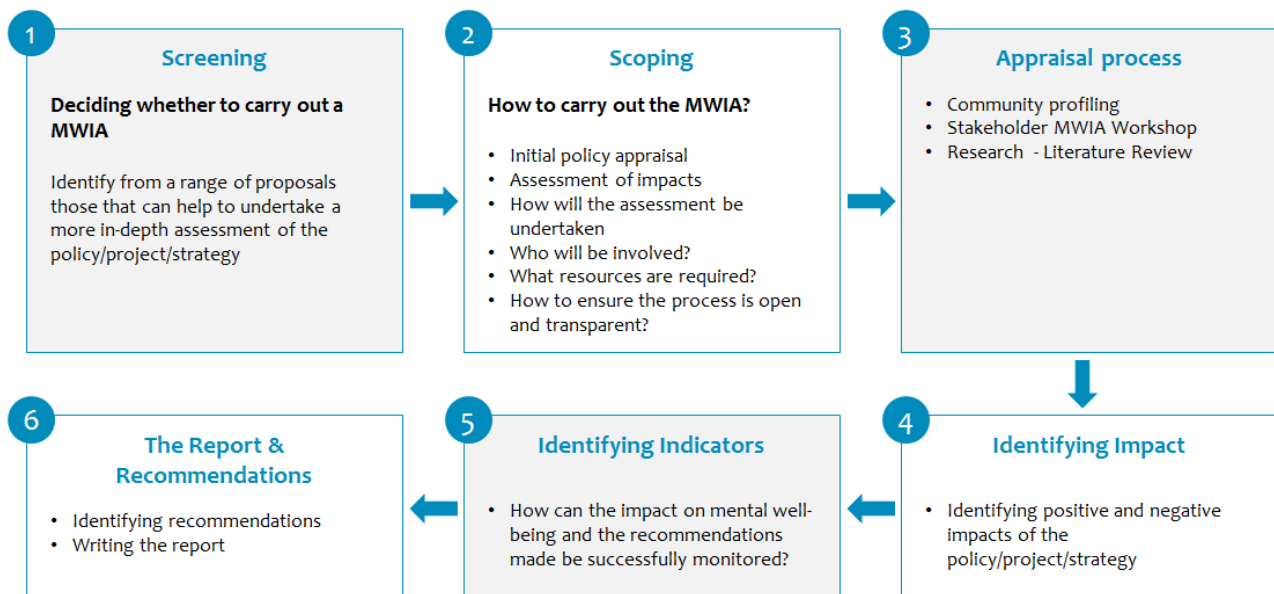 1
Screening
Deciding whether to carry out a
MWIA
Identify from a range of proposals
those that can help to undertake a
more in-depth assessment of the
policy/project/strategy
2
Scoping
How to carry out the MWIA?
• Initial policy appraisal
• Assessment of impacts
• How will the assessment be
undertaken
• Who will be involved?
• What resources are required?
• How to ensure the process is open
and transparent?
3
Appraisal process
• Community profiling
• Stakeholder MWIA Workshop
• Research - Literature Review
4
Identifying Impact
• Identifying positive and negative
impacts of the
policy/project/strategy
5
Identifying Indicators
• How can the impact on mental well-
being and the recommendations
made be successfully monitored?
6
The Report &
Recommendations
• Identifying recommendations
• Writing the report